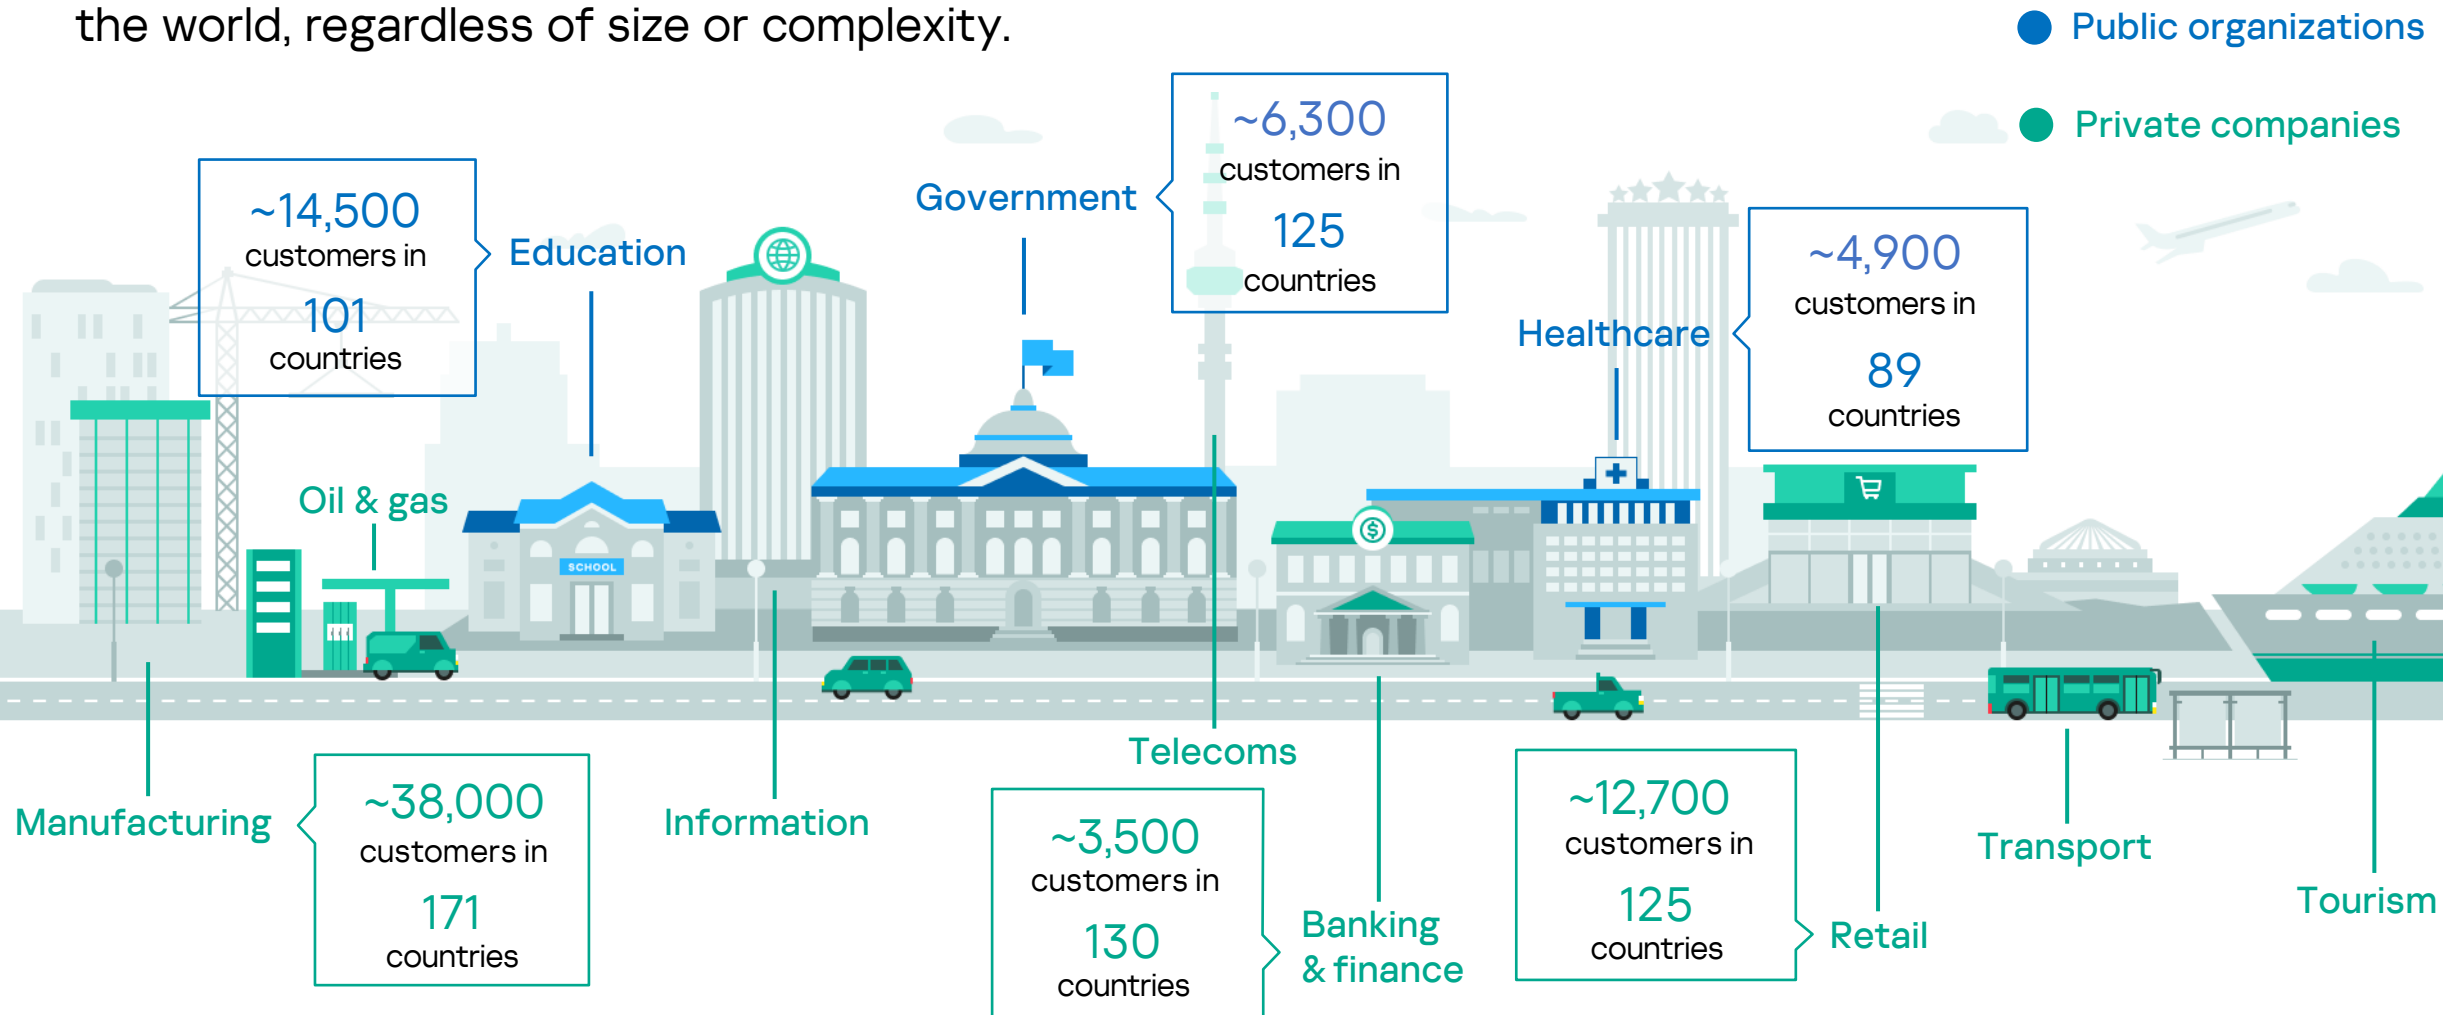 the world, regardless of size or complexity.
Public organizations
Private companies
~14,500
customers in
101
countries
Education
Government
~6,300
customers in
125
countries
Healthcare
~4,900
customers in
89
countries
Oil & gas
SCHOOL
Manufacturing
~38,000
customers in
171
countries
Information
Telecoms
~3,500
customers in
130
countries
Banking
& finance
~12,700
customers in
125
countries
Retail
Transport
Tourism